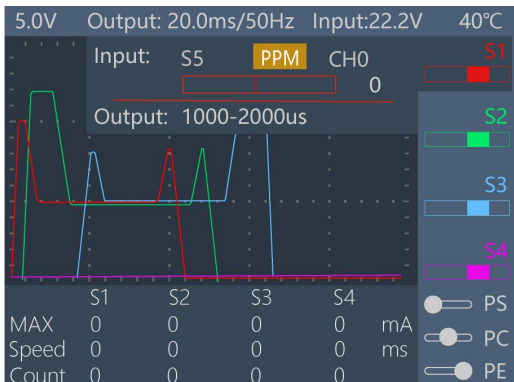 5.0V Output: 20.0ms/50Hz Input:22.2V 40°C
Input: S5 PPM CH0
0
Output: 1000-2000us
S1
S2
S3
S4
S1 S2 S3 S4
MAX 0 0 0 0 mA
Speed 0 0 0 0 ms
Count 0 0 0 0
PS
PC
PE